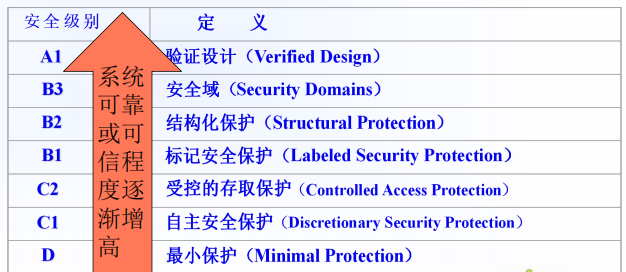 安全级别 定 义
A1 验证设计（Verified Design）
B3 安全域（Security Domains）
B2 结构化保护（Structural Protection）
B1 标记安全保护（Labeled Security Protection）
C2 受控的存取保护（Controlled Access Protection）
C1 自主安全保护（Discretionary Security Protection）
D 最小保护（Minimal Protection）
系统
可靠
或可
信程
度逐
渐增
高